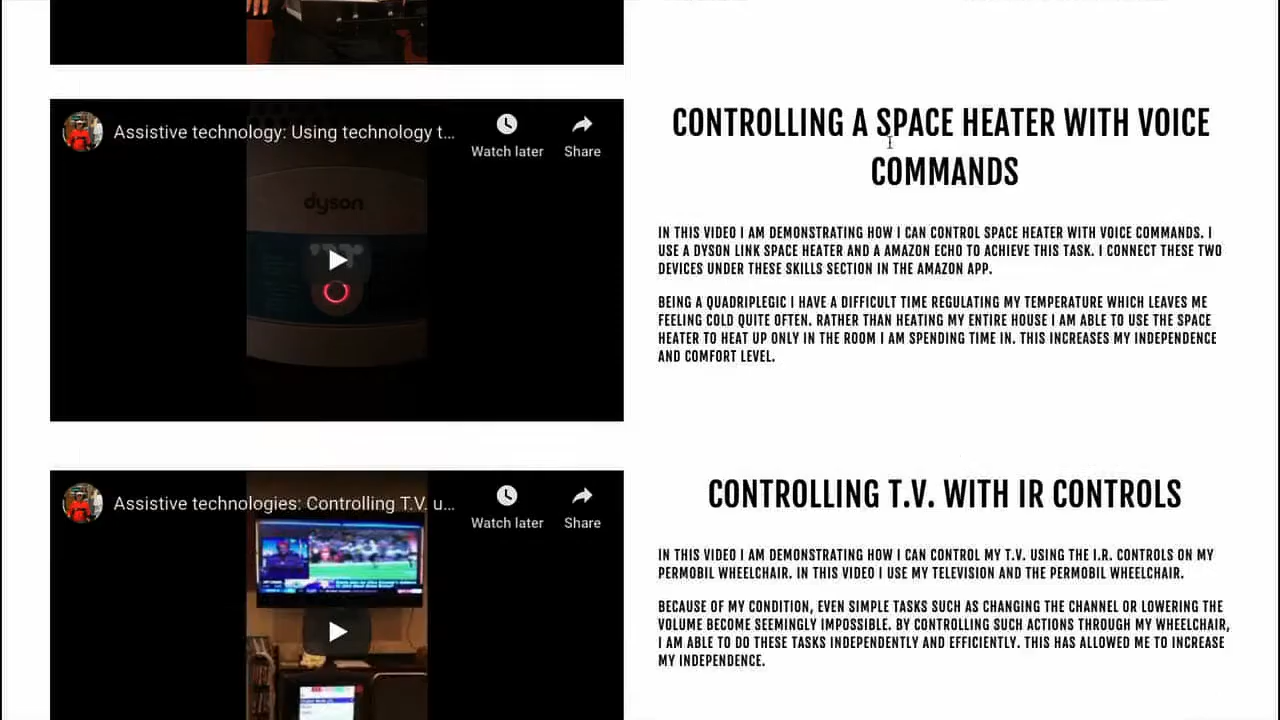 Assistive technology: Using technology t...
Watch later
Share
dyson
CONTROLLING A SPACE HEATER WITH VOICE
COMMANDS
IN THIS VIDEO I AM DEMONSTRATING HOW I CAN CONTROL SPACE HEATER WITH VOICE COMMANDS. I
USE A DYSON LINK SPACE HEATER AND A AMAZON ECHO TO ACHIEVE THIS TASK. I CONNECT THESE TWO
DEVICES UNDER THESE SKILLS SECTION IN THE AMAZON APP.
BEING A QUADRIPLEGIC I HAVE A DIFFICULT TIME REGULATING MY TEMPERATURE WHICH LEAVES ME
FEELING COLD QUITE OFTEN. RATHER THAN HEATING MY ENTIRE HOUSE I AM ABLE TO USE THE SPACE
HEATER TO HEAT UP ONLY IN THE ROOM I AM SPENDING TIME IN. THIS INCREASES MY INDEPENDENCE
AND COMFORT LEVEL.
Assistive technologies: Controlling T.V. u...
Watch later
Share
CONTROLLING T.V. WITH IR CONTROLS
IN THIS VIDEO I AM DEMONSTRATING HOW I CAN CONTROL MY T.V. USING THE I.R. CONTROLS ON MY
PERMOBIL WHEELCHAIR. IN THIS VIDEO I USE MY TELEVISION AND THE PERMOBIL WHEELCHAIR.
BECAUSE OF MY CONDITION, EVEN SIMPLE TASKS SUCH AS CHANGING THE CHANNEL OR LOWERING THE
VOLUME BECOME SEEMINGLY IMPOSSIBLE. BY CONTROLLING SUCH ACTIONS THROUGH MY WHEELCHAIR,
I AM ABLE TO DO THESE TASKS INDEPENDENTLY AND EFFICIENTLY. THIS HAS ALLOWED ME TO INCREASE
MY INDEPENDENCE.